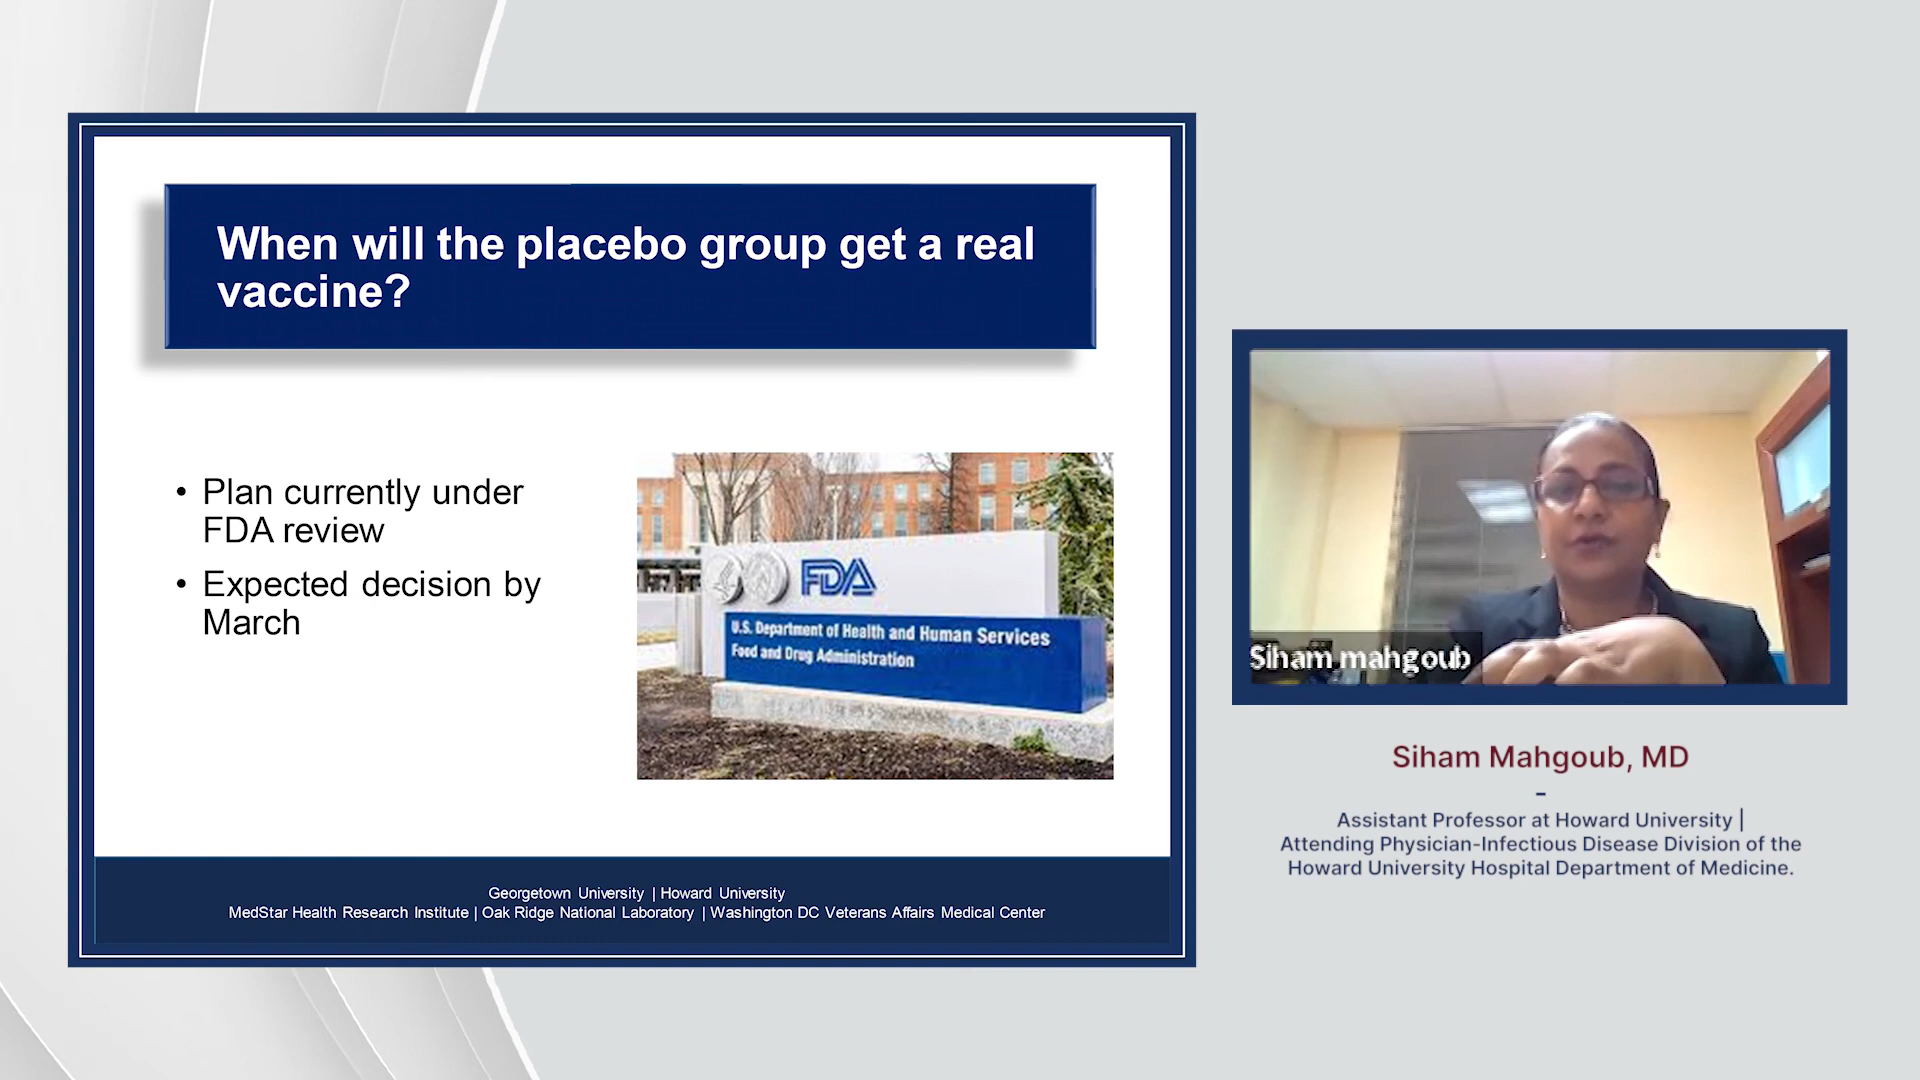 When will the placebo group get a real
vaccine?
• Plan currently under
FDA review
• Expected decision by
March
FDA
U.S. Department of Health and Human Services
Food and Drug Administration
Georgetown University | Howard University
MedStar Health Research Institute | Oak Ridge National Laboratory | Washington DC Veterans Affairs Medical Center
Siham mahgoub
Siham Mahgoub, MD
-
Assistant Professor at Howard University |
Attending Physician-Infectious Disease Division of the
Howard University Hospital Department of Medicine.